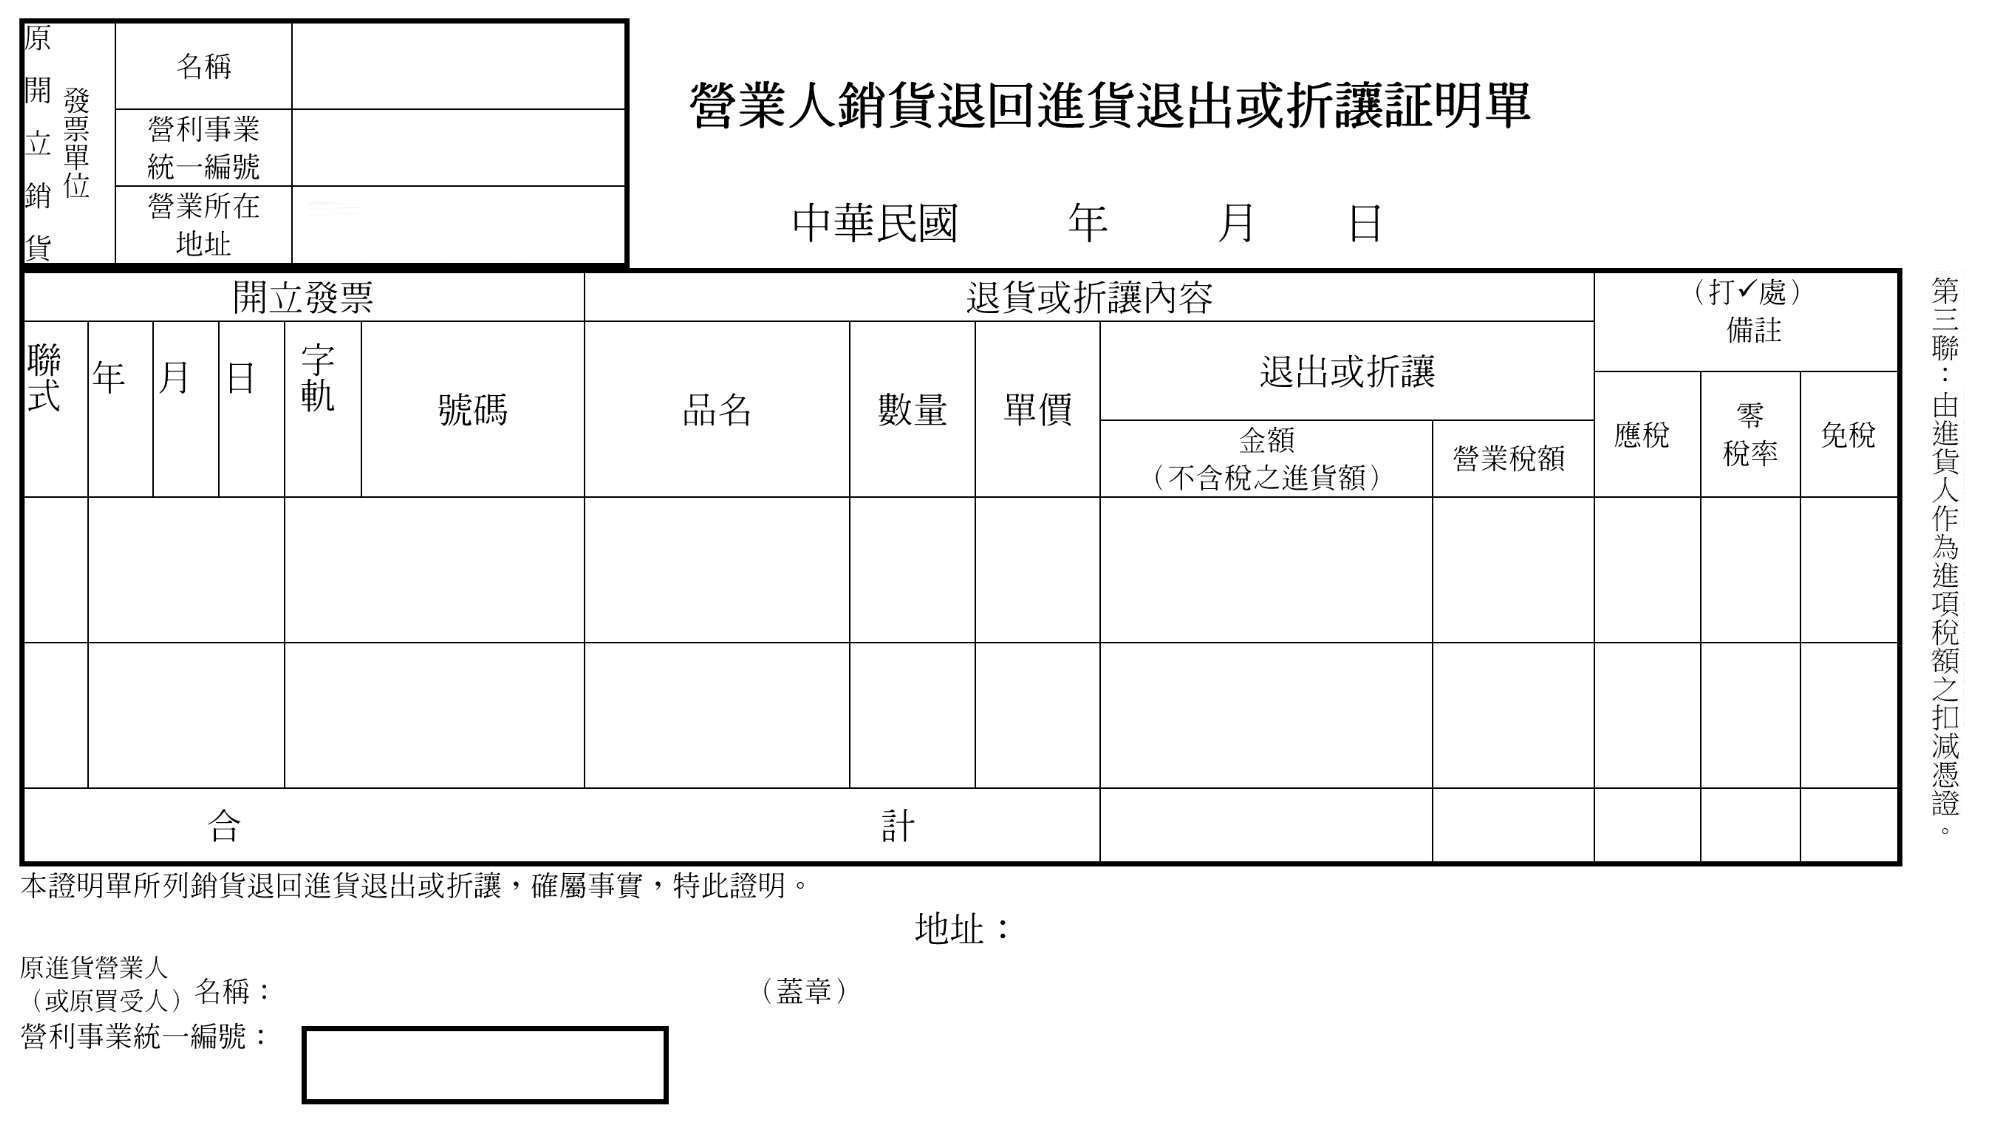 原開立銷貨
發票單位
名稱
營利事業
統一編號
營業所在
地址
營業人銷貨退回進貨退出或折讓証明單
中華民國 年 月 日
開立發票
退貨或折讓內容
（打✓處）
備註
聯式
年
月
日
字軌
號碼
品名
數量
單價
退出或折讓
金額
（不含稅之進貨額）
營業稅額
應稅
零
稅率
免稅
合 計
第三聯：由進貨人作為進項稅額之扣減憑證。
本證明單所列銷貨退回進貨退出或折讓，確屬事實，特此證明。
地址：
原進貨營業人
（或原買受人）名稱： （蓋章）
營利事業統一編號：